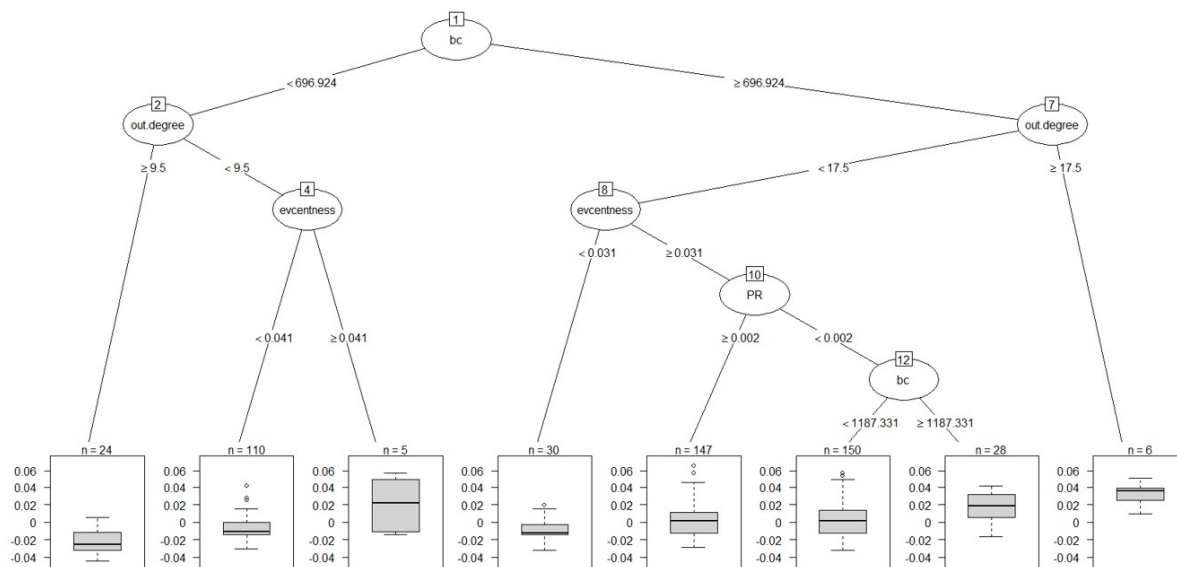 1
bc
< 696.924
≥ 696.924
2
out.degree
7
out.degree
≥ 9.5
< 9.5
< 17.5
≥ 17.5
4
evcentness
8
evcentness
< 0.031
≥ 0.031
10
PR
< 0.041
≥ 0.041
≥ 0.002
< 0.002
12
bc
< 1187.331
≥ 1187.331
n = 24
n = 110
n = 5
n = 30
n = 147
n = 150
n = 28
n = 6
0.06 0.06 0.06 0.06 0.06 0.06 0.06 0.06
0.04 0.04 0.04 0.04 0.04 0.04 0.04 0.04
0.02 0.02 0.02 0.02 0.02 0.02 0.02 0.02
0 0 0 0 0 0 0 0
-0.02 -0.02 -0.02 -0.02 -0.02 -0.02 -0.02 -0.02
-0.04 -0.04 -0.04 -0.04 -0.04 -0.04 -0.04 -0.04